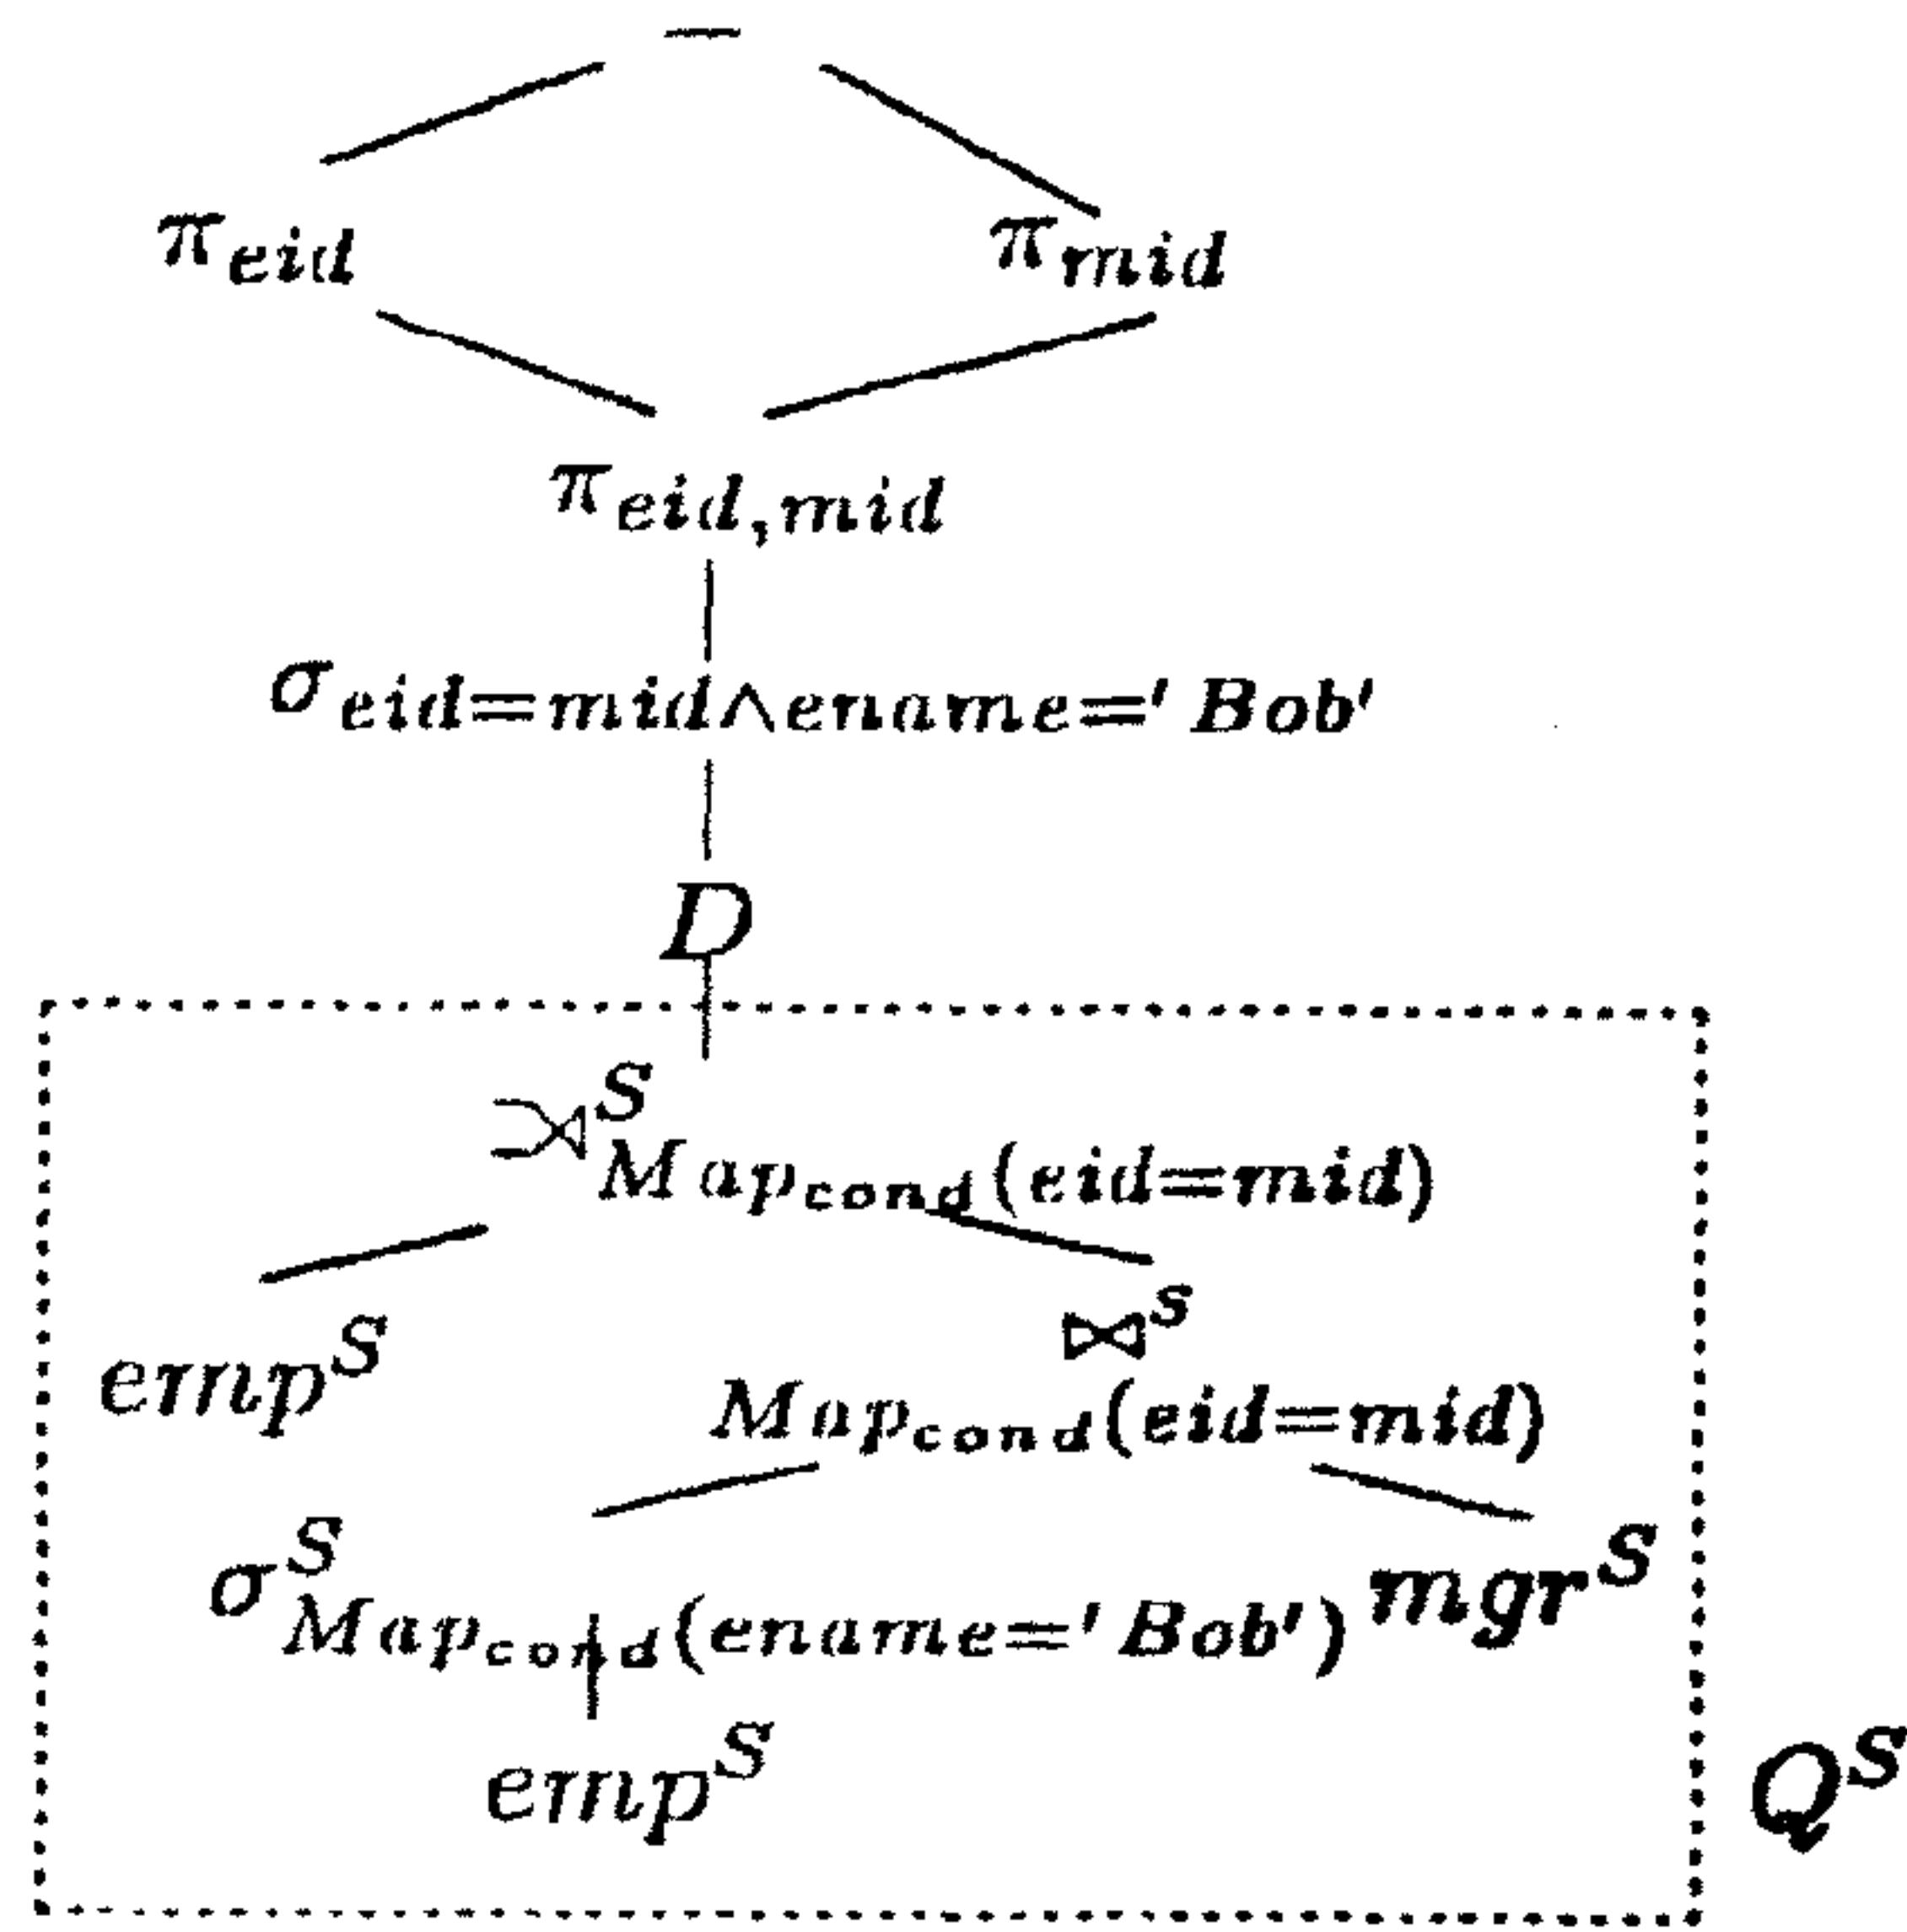 −
π_eid π_mid
π_eid,mid
σ_eid=mid∧ename='Bob'
D
⟕^S_Map_cond(eid=mid)
emp^S ⋈^S_Map_cond(eid=mid)
σ^S_Map_cond(ename='Bob') mgr^S
emp^S Q^S